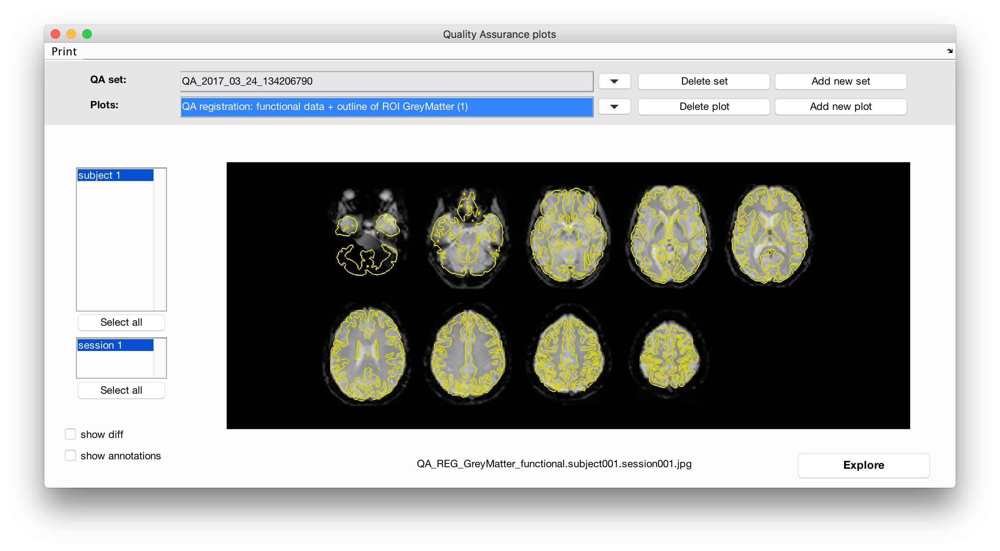 Quality Assurance plots
Print
QA set:
QA_2017_03_24_134206790
Delete set
Add new set
Plots:
QA registration: functional data + outline of ROI GreyMatter (1)
Delete plot
Add new plot
subject 1
Select all
session 1
Select all
show diff
show annotations
QA_REG_GreyMatter_functional.subject001.session001.jpg
Explore